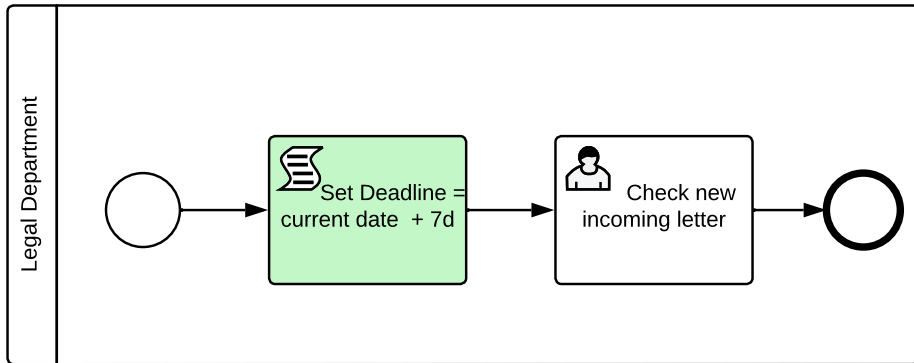 Legal Department
Set Deadline =
current date + 7d
Check new
incoming letter